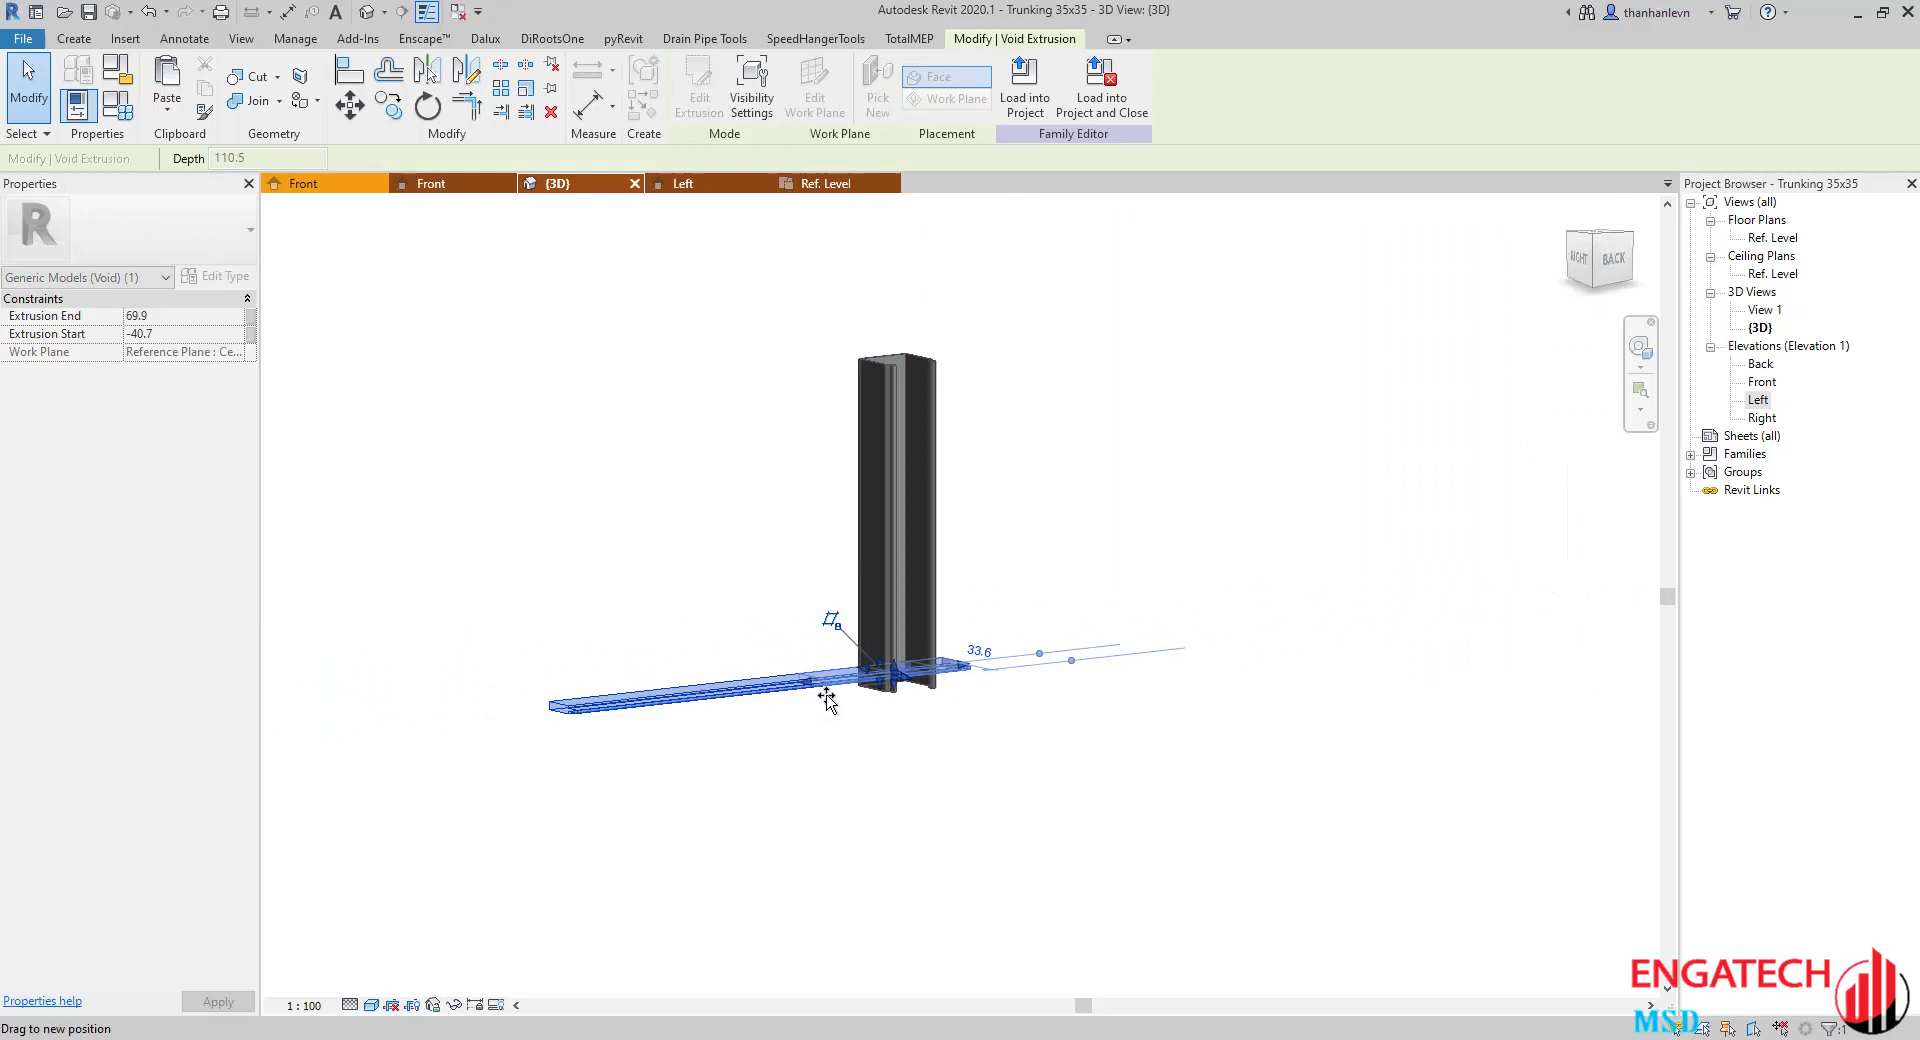 Autodesk Revit 2020.1 - Trunking 35x35 - 3D View: {3D}
thanhlevn
File Create Insert Annotate View Manage Add-Ins Enscape™ Dalux DiRootsOne pyRevit Drain Pipe Tools SpeedHangerTools TotalMEP Modify | Void Extrusion
Modify
Paste
Cut
Join
Edit Extrusion
Visibility Settings
Edit Work Plane
Pick New
Face
Work Plane
Load into Project
Load into Project and Close
Select Properties Clipboard Geometry Modify Measure Create Mode Work Plane Placement Family Editor
Modify | Void Extrusion Depth 110.5
Properties
Front
Front
{3D}
Left
Ref. Level
Project Browser - Trunking 35x35
R
Generic Models (Void) (1)
Edit Type
Constraints
Extrusion End 69.9
Extrusion Start -40.7
Work Plane Reference Plane : Ce...
RIGHT
BACK
33.6
Views (all)
Floor Plans
Ref. Level
Ceiling Plans
Ref. Level
3D Views
View 1
{3D}
Elevations (Elevation 1)
Back
Front
Left
Right
Sheets (all)
Families
Groups
Revit Links
Properties help
Apply
1 : 100
Drag to new position
ENGATECH
MSD
:1